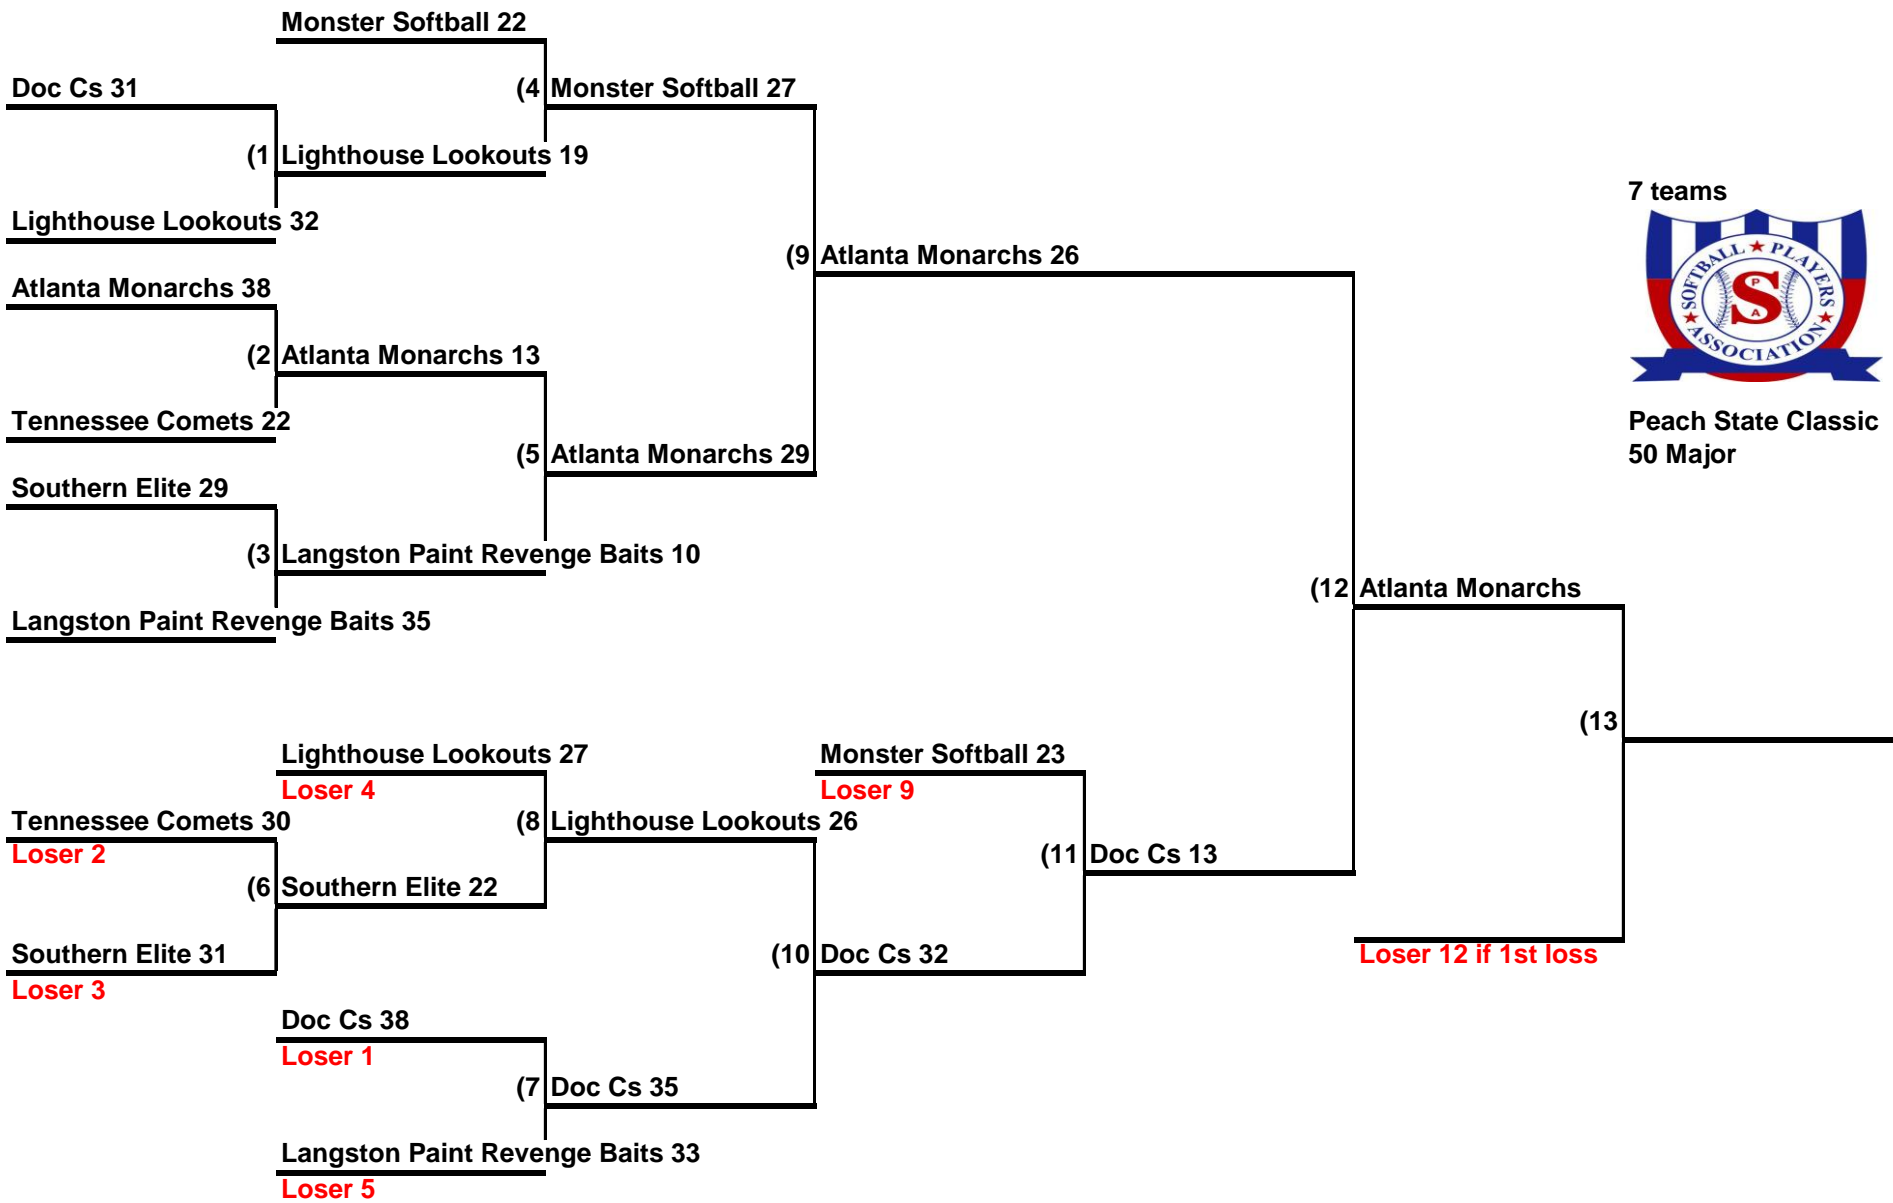 Monster Softball 22
Doc Cs 31
(4 Monster Softball 27
(1 Lighthouse Lookouts 19
7 teams
Lighthouse Lookouts 32
(9 Atlanta Monarchs 26
SOFTBALL ★ PLAYERS ★ ASSOCIATION ★
P
S
A
Atlanta Monarchs 38
(2 Atlanta Monarchs 13
Tennessee Comets 22
Peach State Classic
50 Major
(5 Atlanta Monarchs 29
Southern Elite 29
(3 Langston Paint Revenge Baits 10
(12 Atlanta Monarchs
Langston Paint Revenge Baits 35
(13
Lighthouse Lookouts 27
Loser 4
Monster Softball 23
Loser 9
Tennessee Comets 30
Loser 2
(8 Lighthouse Lookouts 26
(11 Doc Cs 13
(6 Southern Elite 22
Southern Elite 31
Loser 3
(10 Doc Cs 32
Loser 12 if 1st loss
Doc Cs 38
Loser 1
(7 Doc Cs 35
Langston Paint Revenge Baits 33
Loser 5